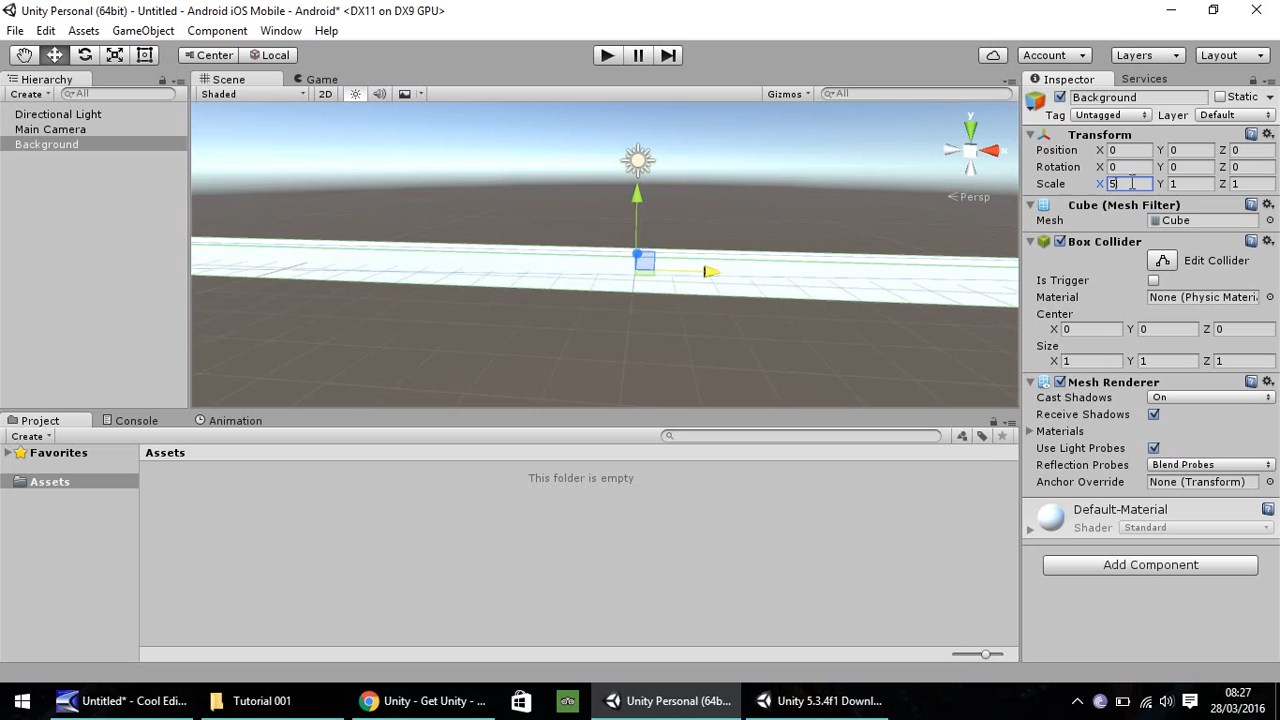 Unity Personal (64bit) - Untitled - Android iOS Mobile - Android* <DX11 on DX9 GPU>
File Edit Assets GameObject Component Window Help
Center Local Account Layers Layout
Hierarchy Scene Game Inspector Services
Create All Shaded 2D Gizmos All Background Static
Tag Untagged Layer Default
Directional Light
Main Camera
Background
y
x
Persp
Transform
Position X 0 Y 0 Z 0
Rotation X 0 Y 0 Z 0
Scale X 5 Y 1 Z 1
Cube (Mesh Filter)
Mesh Cube
Box Collider
Edit Collider
Is Trigger
Material None (Physic Materi
Center
X 0 Y 0 Z 0
Size
X 1 Y 1 Z 1
Mesh Renderer
Cast Shadows On
Receive Shadows
Materials
Use Light Probes
Reflection Probes Blend Probes
Anchor Override None (Transform)
Default-Material
Shader Standard
Add Component
Project Console Animation
Create
Favorites Assets
Assets
This folder is empty
Untitled* - Cool Edi... Tutorial 001 Unity - Get Unity - ... Unity Personal (64b... Unity 5.3.4f1 Downl...
08:27
28/03/2016